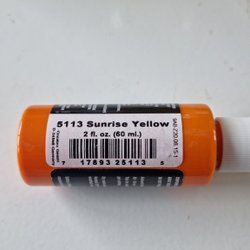 5113 Sunrise Yellow
2 fl. oz. (60 ml.)
7 17893 25113 5